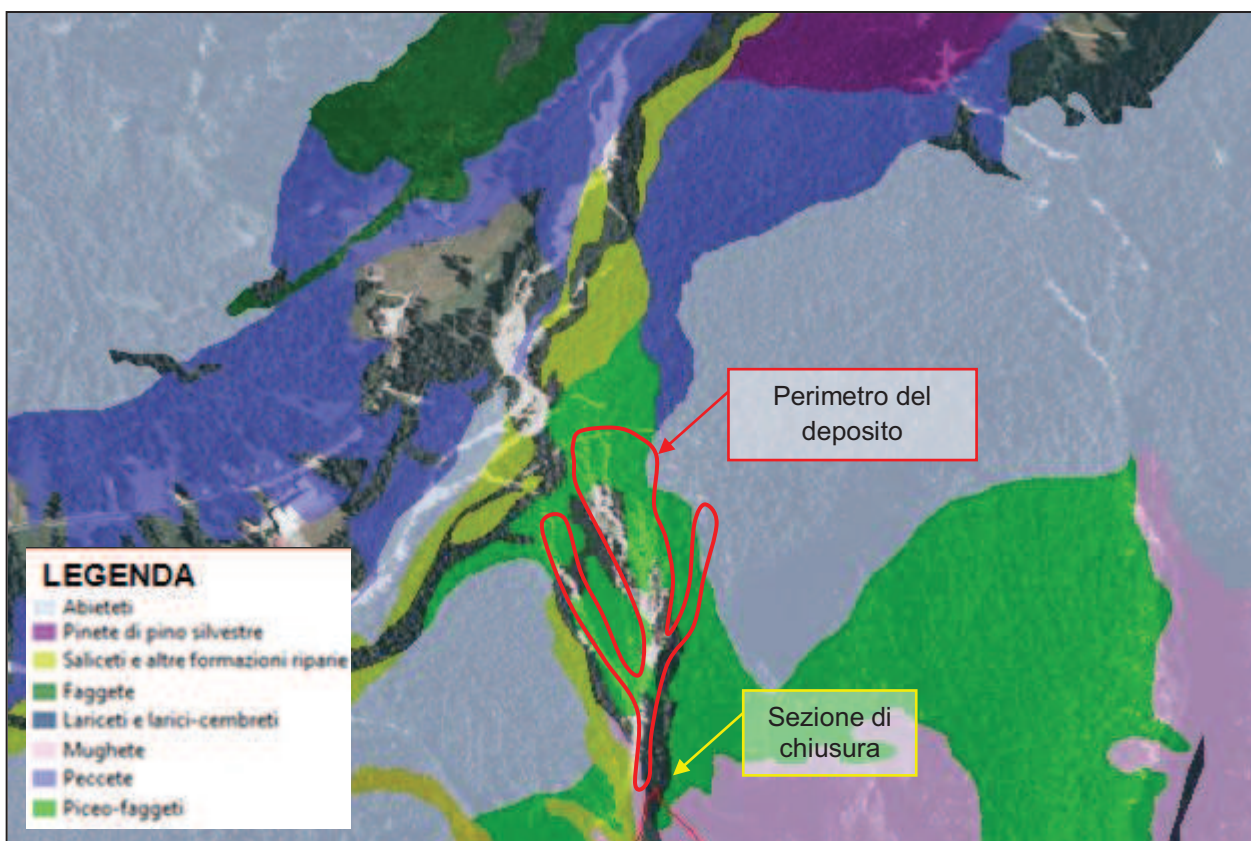 Perimetro del
deposito
Sezione di
chiusura
LEGENDA
Abieteti
Pinete di pino silvestre
Saliceti e altre formazioni riparie
Faggete
Lariceti e larici-cembreti
Mughete
Peccete
Piceo-faggeti